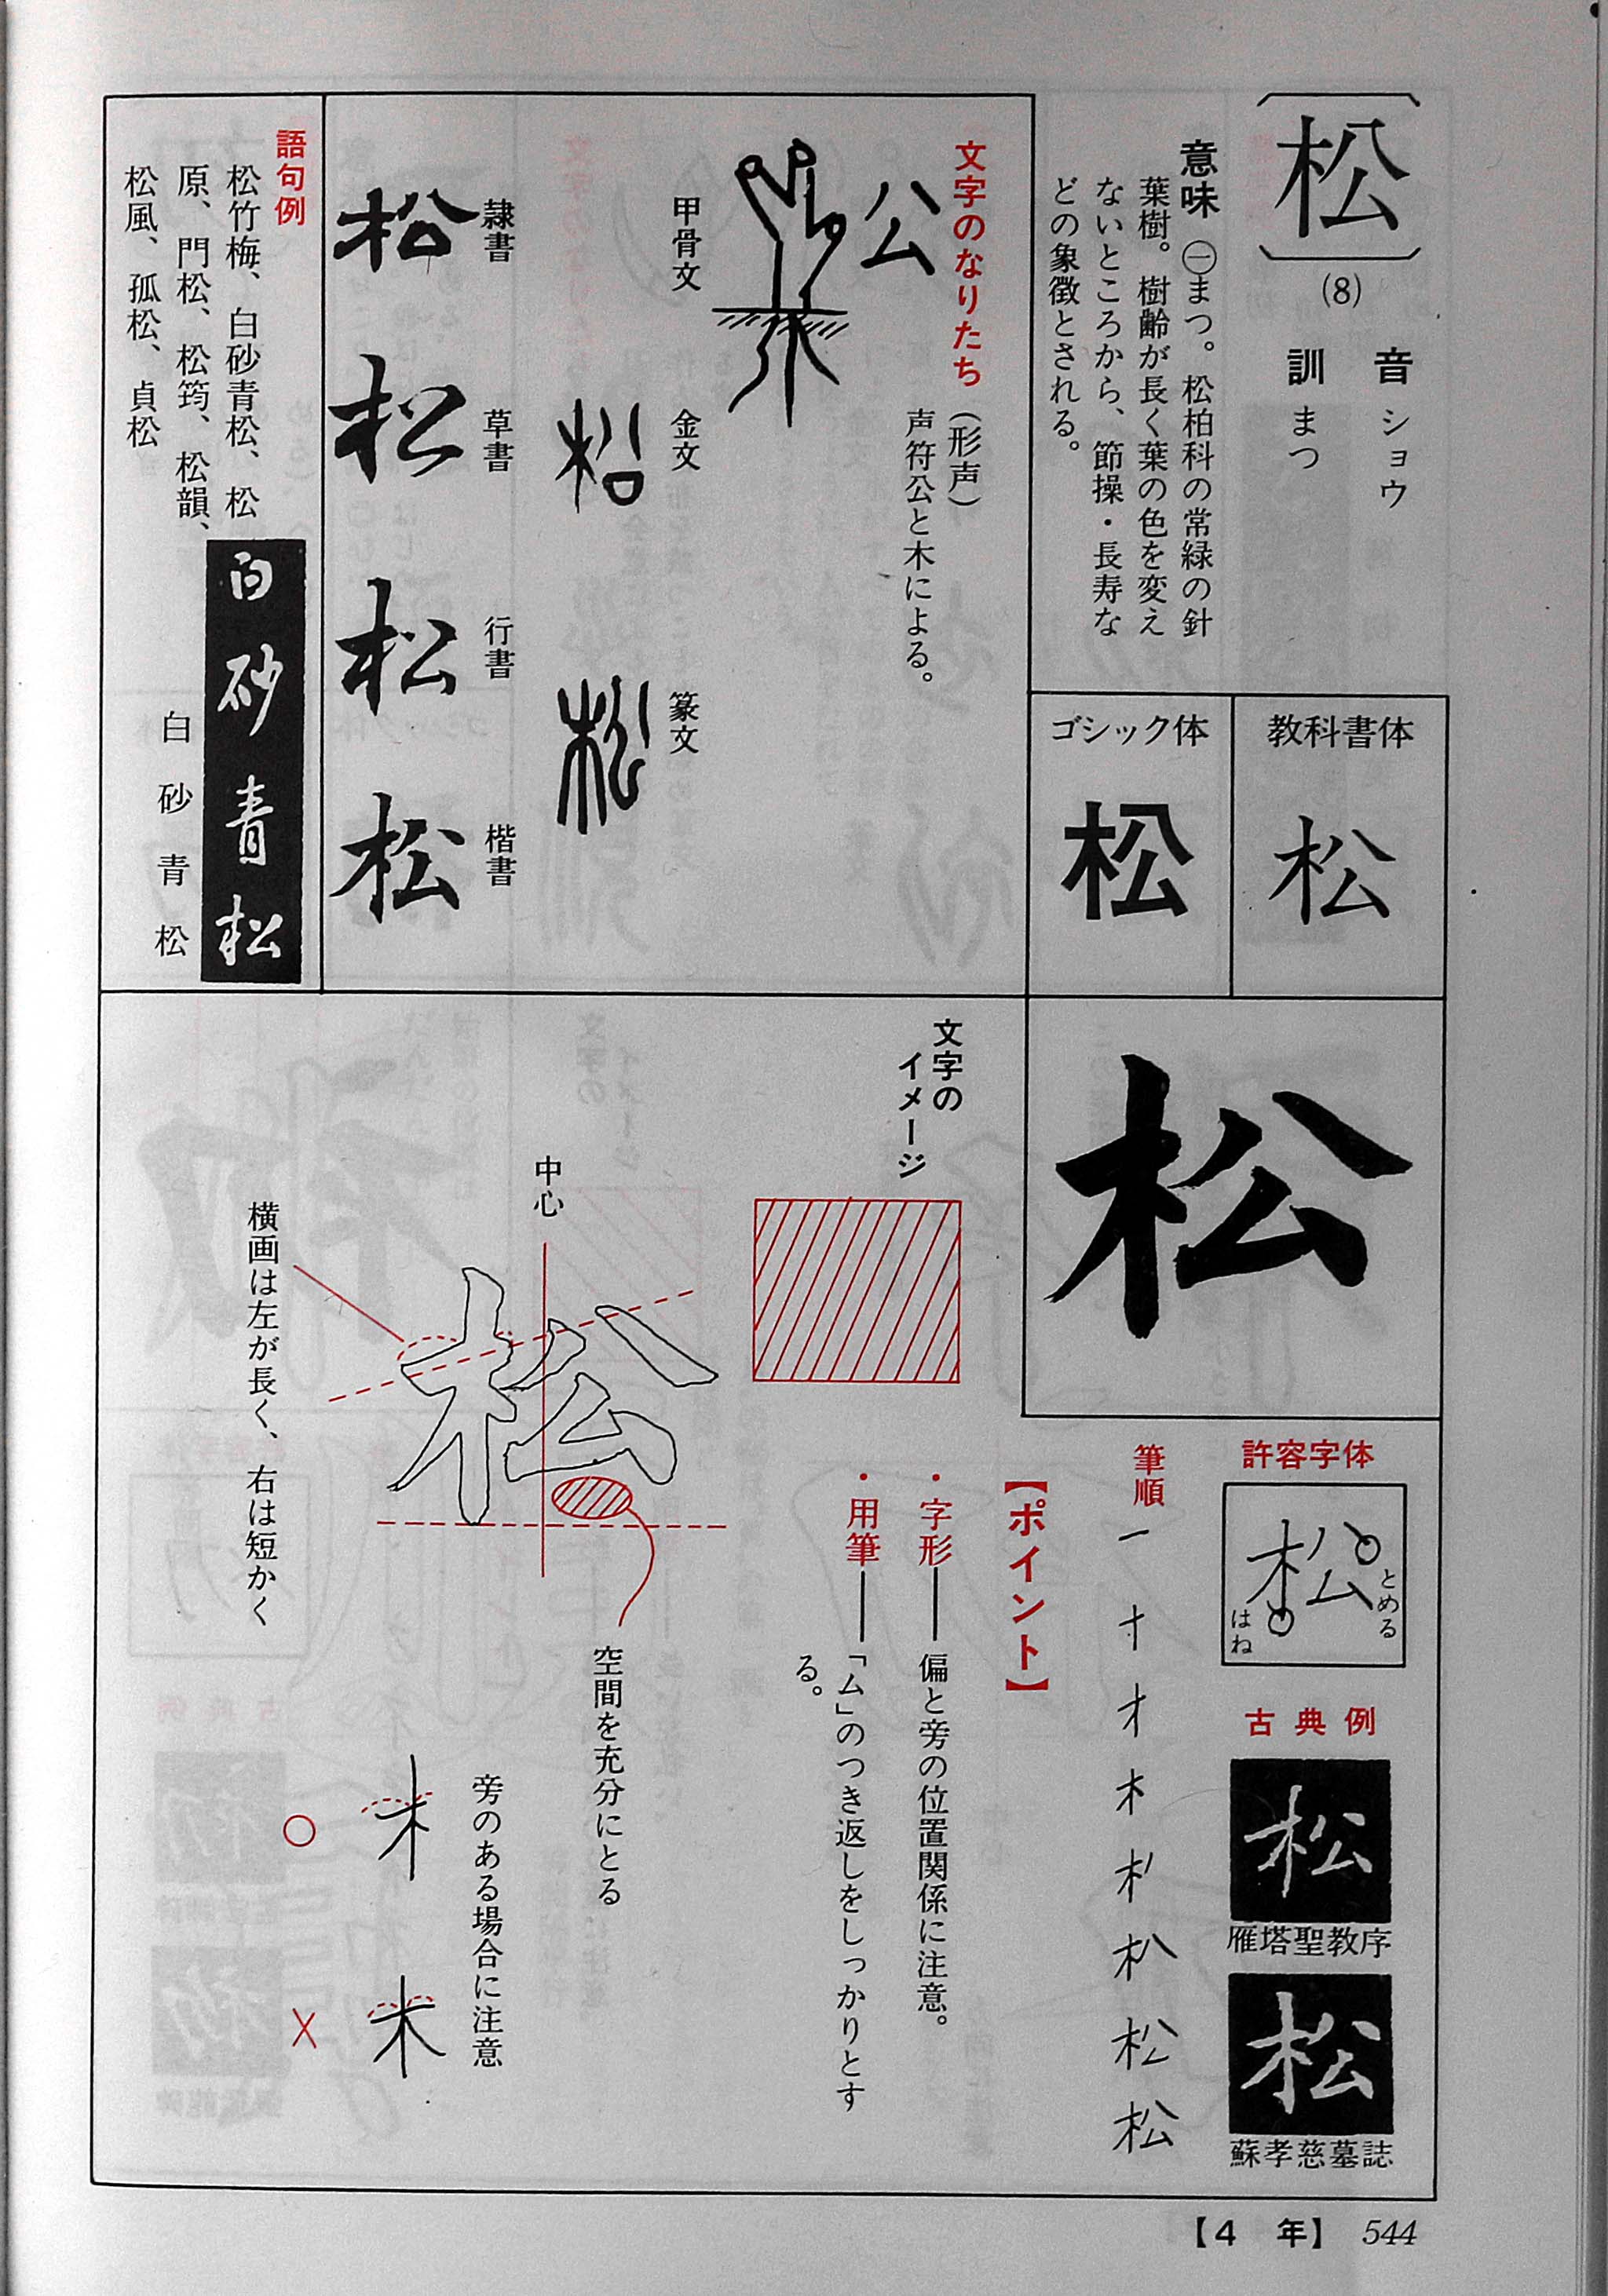 〔松〕
(8)
音 ショウ
訓 まつ
意味 ㊀まつ。松柏科の常緑の針
葉樹。樹齢が長く葉の色を変え
ないところから、節操・長寿な
どの象徴とされる。
教科書体
松
ゴシック体
松
文字のなりたち (形声)
声符公と木による。
公
甲骨文
金文
篆文
松
松
隷書
草書
行書
楷書
松
松
松
松
語句例
松竹梅、白砂青松、松
原、門松、松筠、松韻、
松風、孤松、貞松
白砂青松
白砂青松
松
許容字体
松
とめる
はね
古典例
松
雁塔聖教序
松
蘇孝慈墓誌
筆順
一
十
才
木
松
松
【ポイント】
・字形――偏と旁の位置関係に注意。
・用筆――「ム」のつき返しをしっかりとす
る。
文字の
イメージ
中心
松
横画は左が長く、右は短かく
空間を充分にとる
旁のある場合に注意
木
木
○
×
【4 年】 544